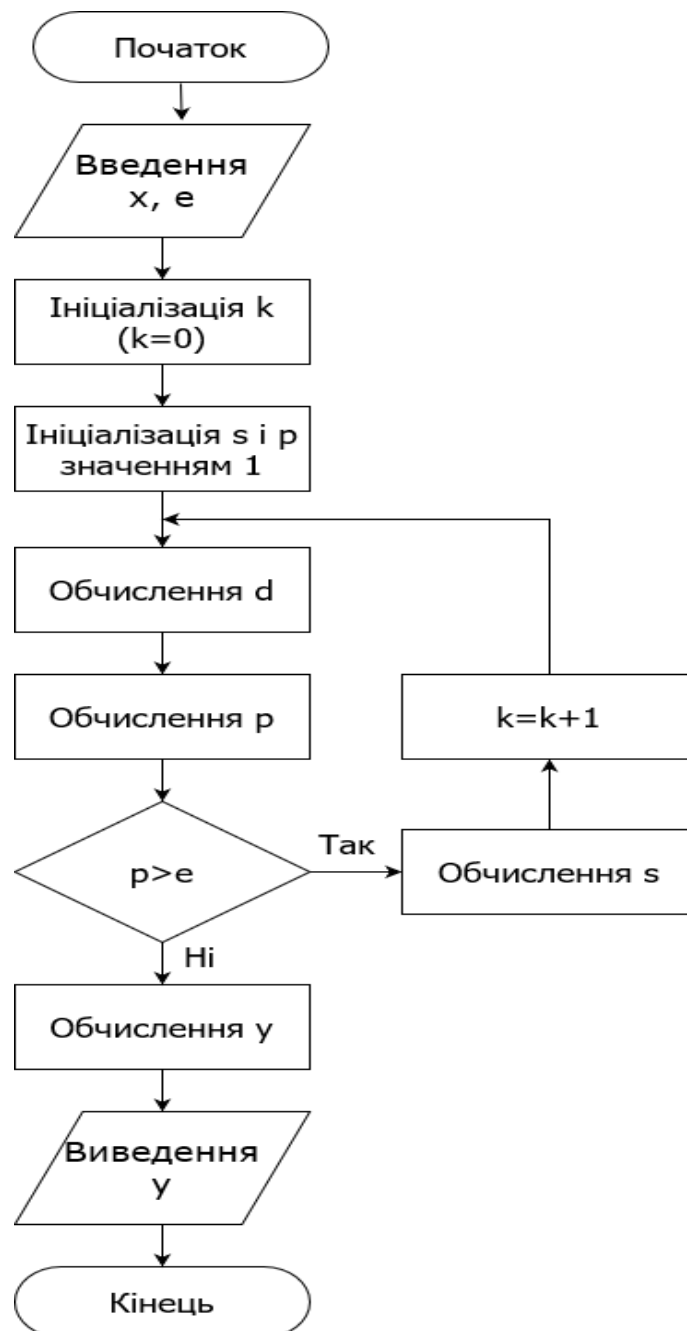 Початок
Введення
x, e
Ініціалізація k
(k=0)
Ініціалізація s і p
значенням 1
Обчислення d
Обчислення p
k=k+1
p>e
Так
Обчислення s
Ні
Обчислення y
Виведення
y
Кінець